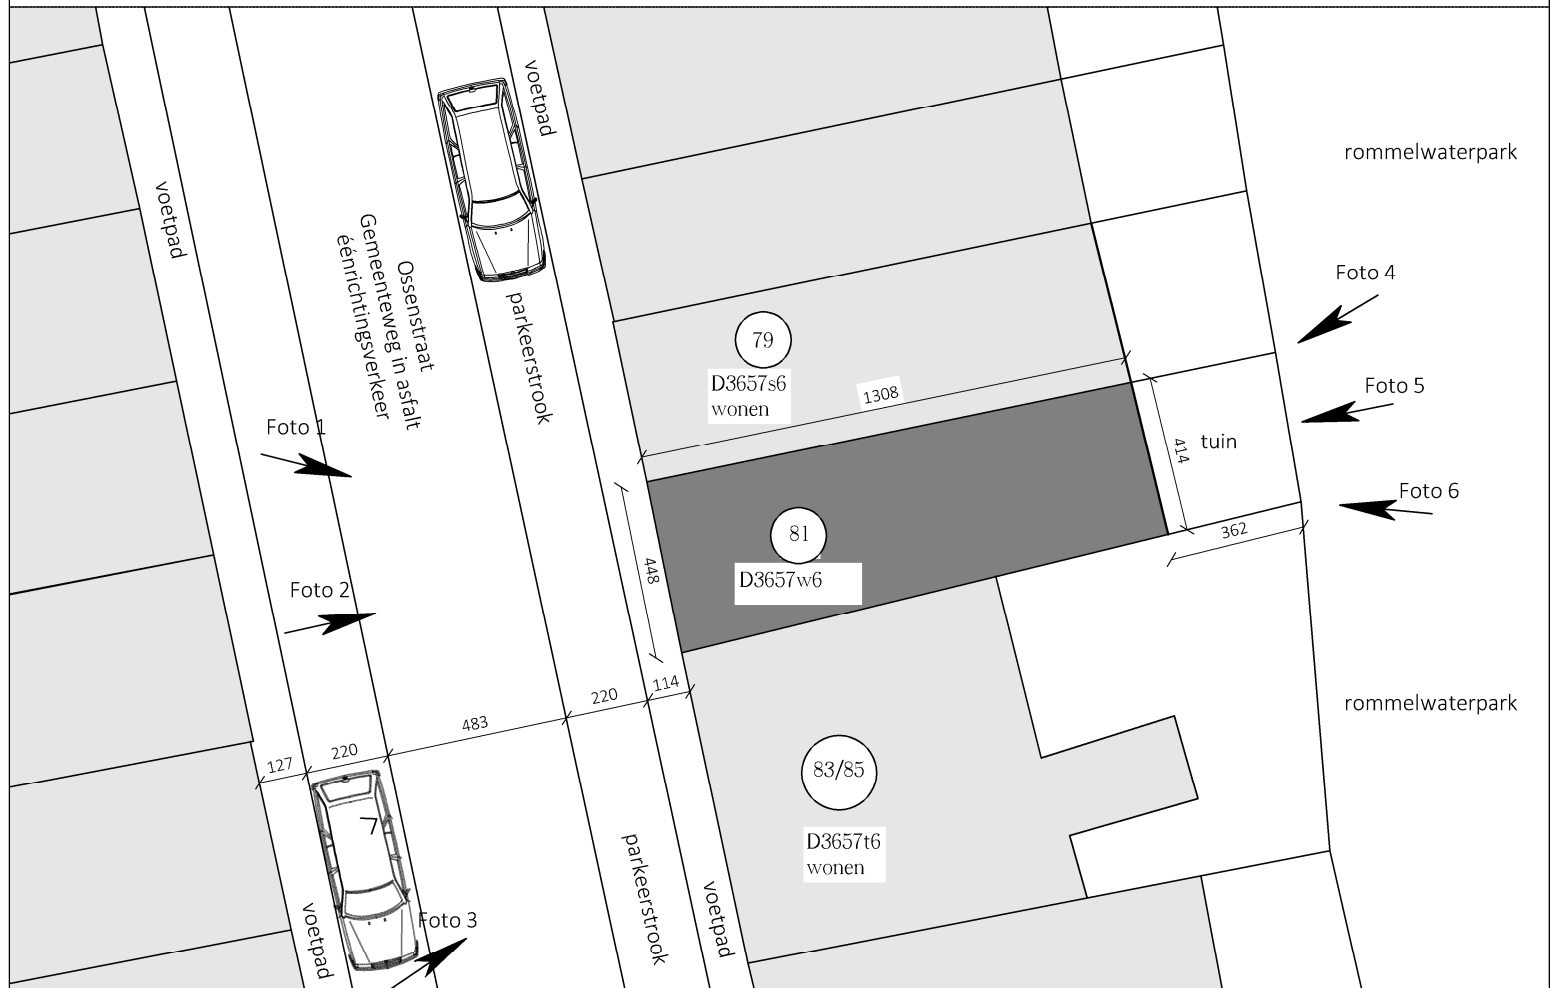 voetpad
rommelwaterpark
voetpad
Ossenstraat
Gemeenteweg in asfalt
éénrichtingsverkeer
parkeerstrook
79
D3657s6
wonen
1308
Foto 4
Foto 5
Foto 1
414
tuin
Foto 6
81
D3657w6
362
448
Foto 2
114
220
483
220
127
rommelwaterpark
83/85
D3657t6
wonen
parkeerstrook
voetpad
Foto 3
voetpad